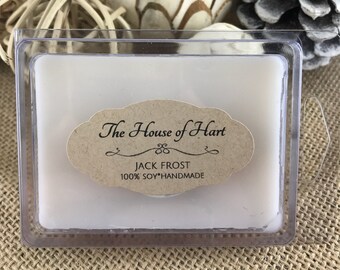 The House of Hart
JACK FROST
100% SOY*HANDMADE